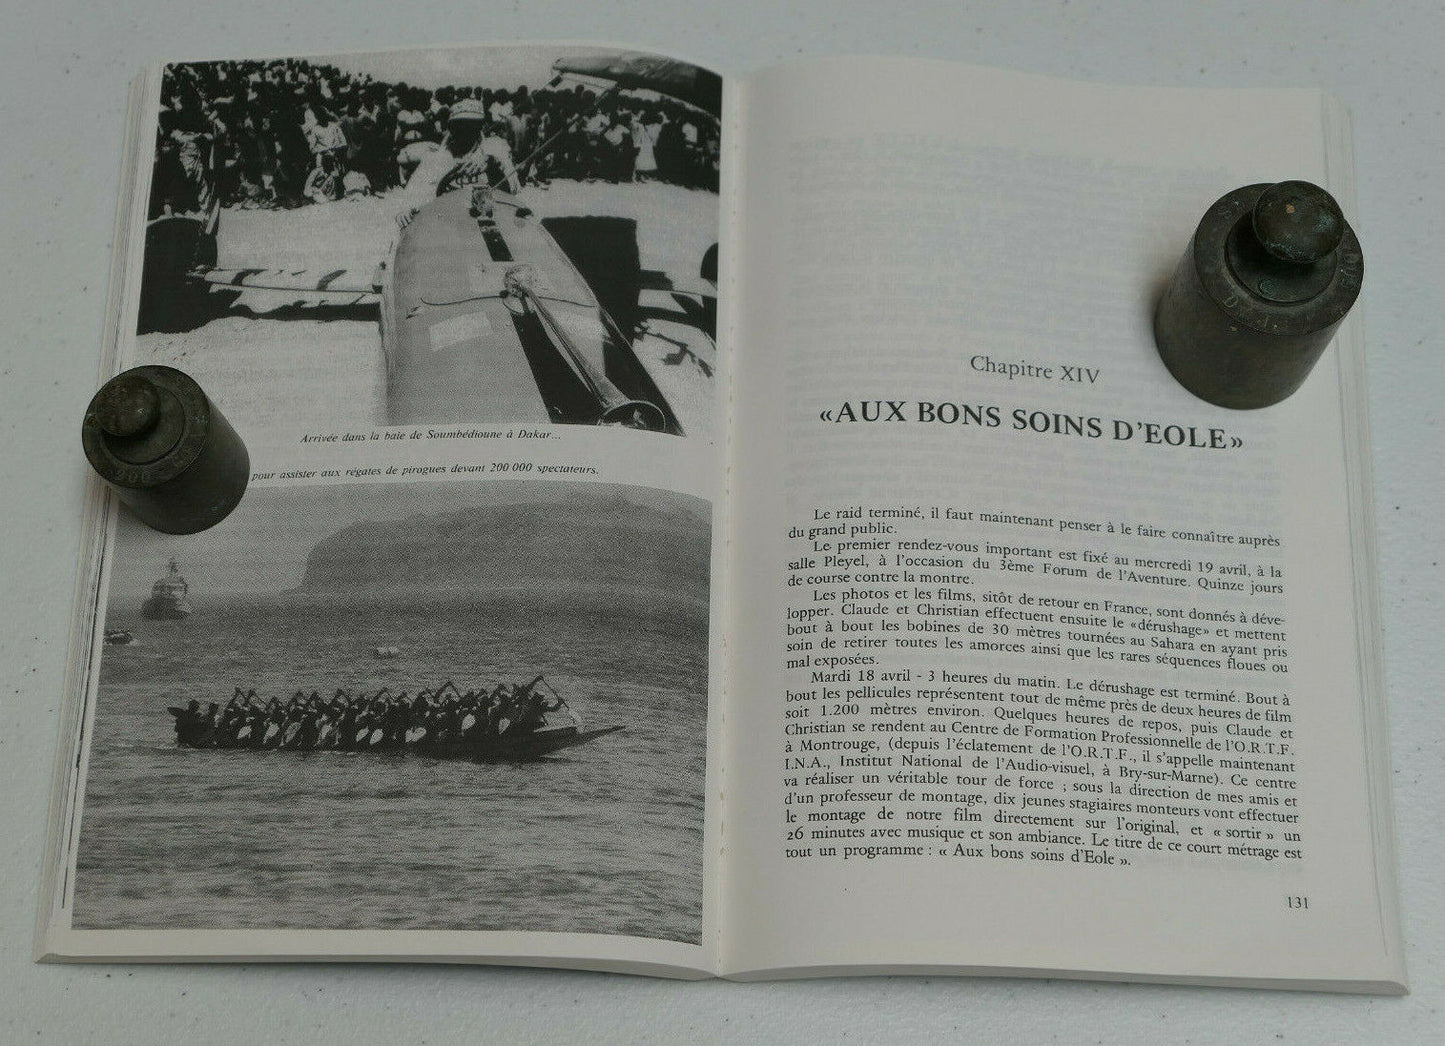 Arrivée dans la baie de Soumbédioune à Dakar...
pour assister aux régates de pirogues devant 200 000 spectateurs.
200
Chapitre XIV
«AUX BONS SOINS D'EOLE»
Le raid terminé, il faut maintenant penser à le faire connaître auprès
du grand public.
Le premier rendez-vous important est fixé au mercredi 19 avril, à la
salle Pleyel, à l'occasion du 3ème Forum de l'Aventure. Quinze jours
de course contre la montre.
Les photos et les films, sitôt de retour en France, sont donnés à déve-
lopper. Claude et Christian effectuent ensuite le «dérushage» et mettent
bout à bout les bobines de 30 mètres tournées au Sahara en ayant pris
soin de retirer toutes les amorces ainsi que les rares séquences floues ou
mal exposées.
Mardi 18 avril - 3 heures du matin. Le dérushage est terminé. Bout à
bout les pellicules représentent tout de même près de deux heures de film
soit 1.200 mètres environ. Quelques heures de repos, puis Claude et
Christian se rendent au Centre de Formation Professionnelle de l'O.R.T.F.
à Montrouge, (depuis l'éclatement de l'O.R.T.F., il s'appelle maintenant
I.N.A., Institut National de l'Audio-visuel, à Bry-sur-Marne). Ce centre
va réaliser un véritable tour de force ; sous la direction de mes amis et
d'un professeur de montage, dix jeunes stagiaires monteurs vont effectuer
le montage de notre film directement sur l'original, et « sortir » un
26 minutes avec musique et son ambiance. Le titre de ce court métrage est
tout un programme : « Aux bons soins d'Eole ».
131